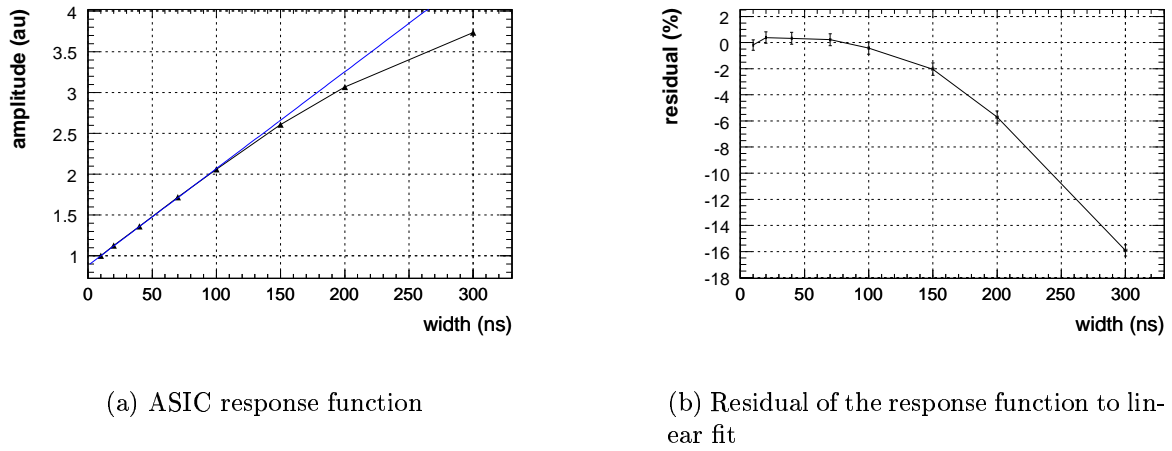 amplitude (au)
4
3.5
3
2.5
2
1.5
1
0 50 100 150 200 250 300
width (ns)
(a) ASIC response function
residual (%)
2
0
-2
-4
-6
-8
-10
-12
-14
-16
-18
0 50 100 150 200 250 300
width (ns)
(b) Residual of the response function to lin-
ear fit